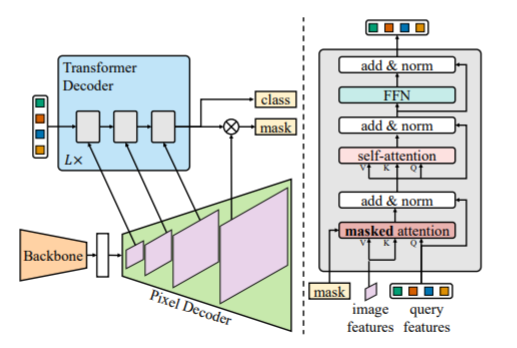 Transformer
Decoder
L×
class
mask
Backbone
Pixel Decoder
add & norm
FFN
add & norm
self-attention
V K Q
add & norm
masked attention
V K Q
mask
image
features
query
features